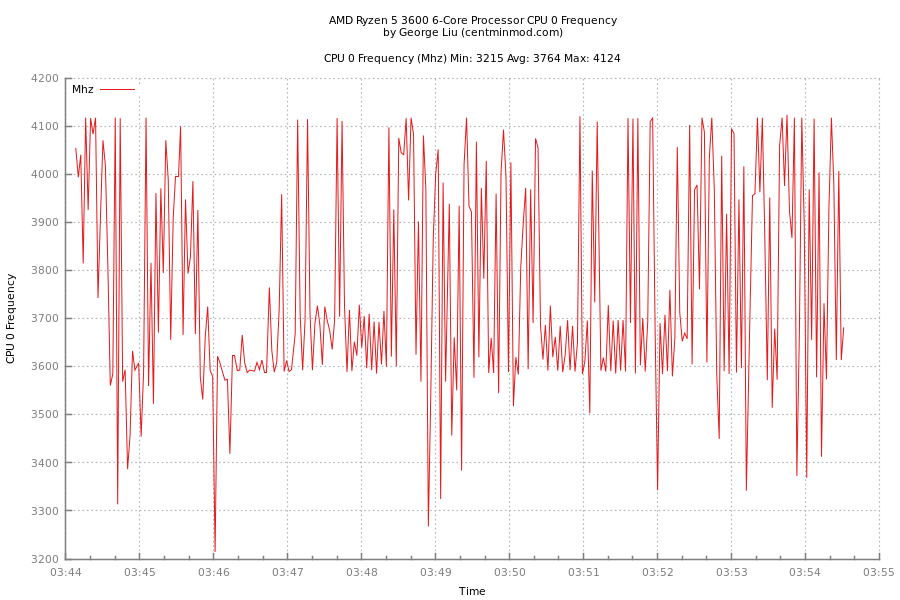 AMD Ryzen 5 3600 6-Core Processor CPU 0 Frequency
by George Liu (centminmod.com)
CPU 0 Frequency (Mhz) Min: 3215 Avg: 3764 Max: 4124
Mhz
4200
4100
4000
3900
3800
3700
3600
3500
3400
3300
3200
CPU 0 Frequency
03:44 03:45 03:46 03:47 03:48 03:49 03:50 03:51 03:52 03:53 03:54 03:55
Time